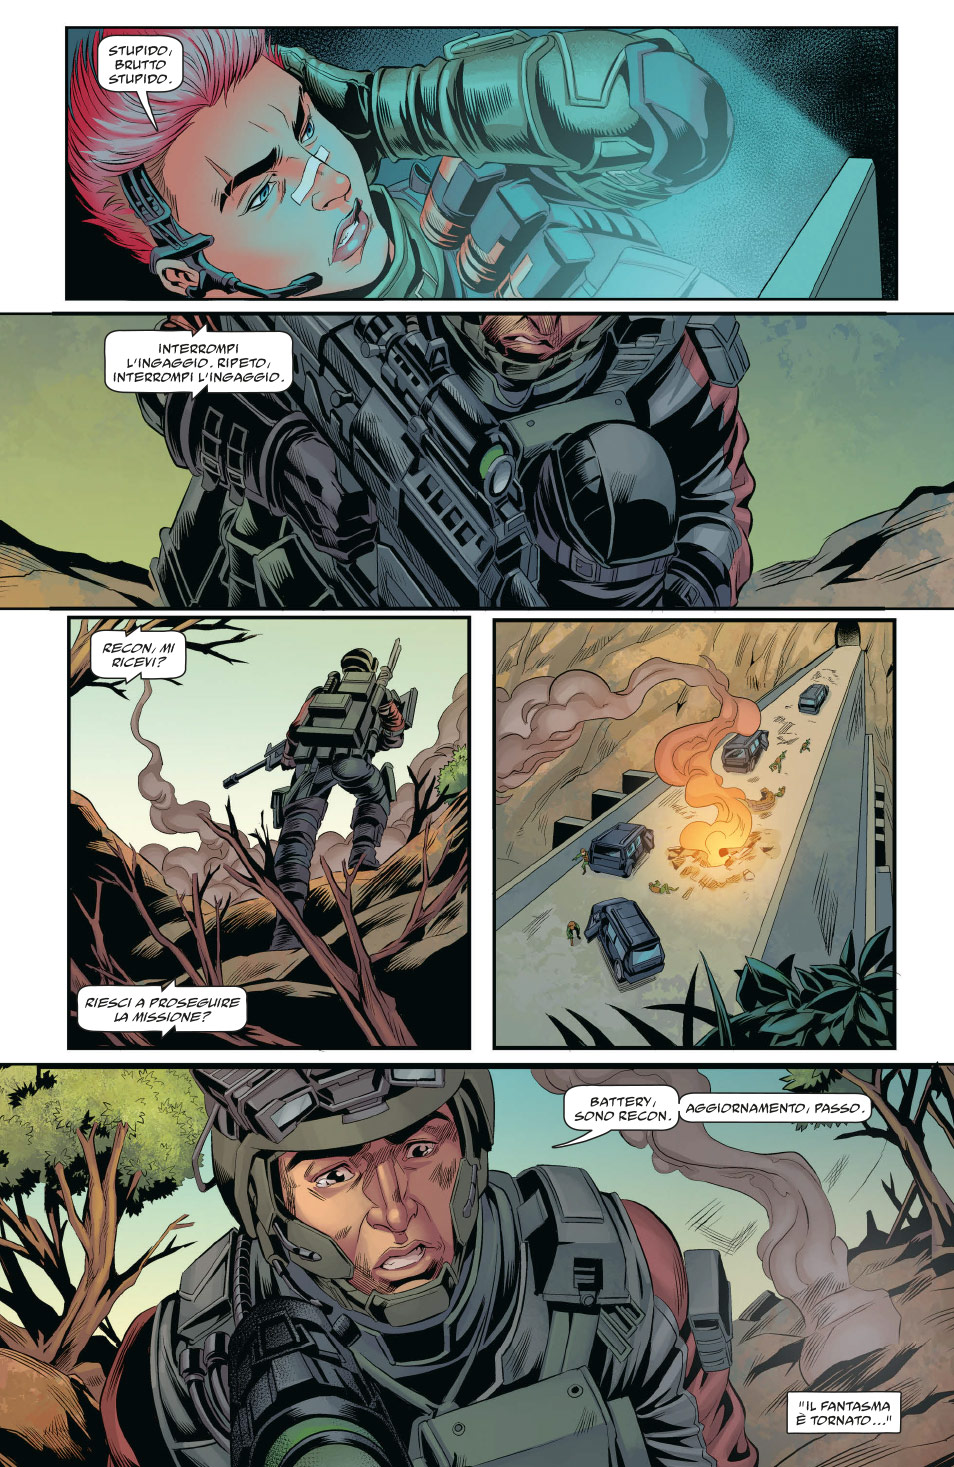 STUPIDO,
BRUTTO
STUPIDO.
INTERROMPI
L'INGAGGIO. RIPETO,
INTERROMPI L'INGAGGIO.
RECON, MI
RICEVI?
RIESCI A PROSEGUIRE
LA MISSIONE?
BATTERY,
SONO RECON.
AGGIORNAMENTO, PASSO.
"IL FANTASMA
È TORNATO..."